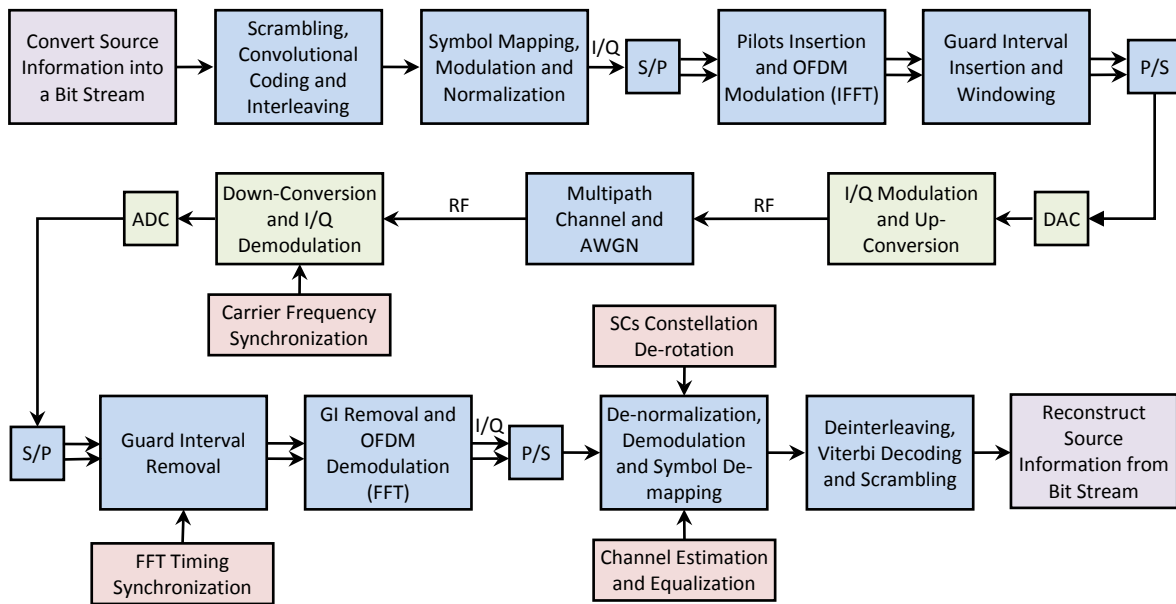 Convert Source
Information into
a Bit Stream
Scrambling,
Convolutional
Coding and
Interleaving
Symbol Mapping,
Modulation and
Normalization
I/Q
S/P
Pilots Insertion
and OFDM
Modulation (IFFT)
Guard Interval
Insertion and
Windowing
P/S
ADC
Down-Conversion
and I/Q
Demodulation
RF
Multipath
Channel and
AWGN
RF
I/Q Modulation
and Up-
Conversion
DAC
Carrier Frequency
Synchronization
SCs Constellation
De-rotation
S/P
Guard Interval
Removal
GI Removal and
OFDM
Demodulation
(FFT)
I/Q
P/S
De-normalization,
Demodulation
and Symbol De-
mapping
Deinterleaving,
Viterbi Decoding
and Scrambling
Reconstruct
Source
Information from
Bit Stream
FFT Timing
Synchronization
Channel Estimation
and Equalization